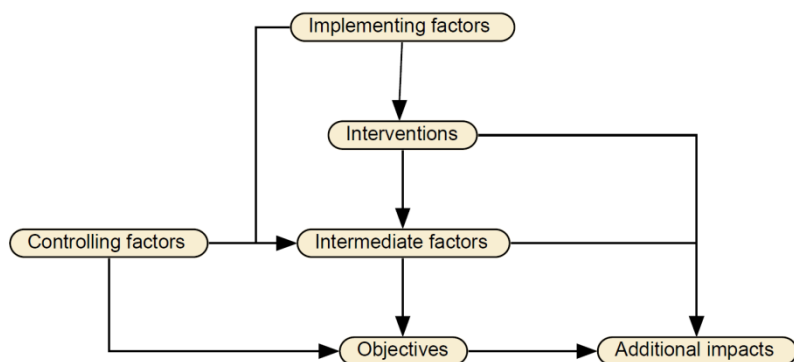 Implementing factors
Interventions
Controlling factors
Intermediate factors
Objectives
Additional impacts